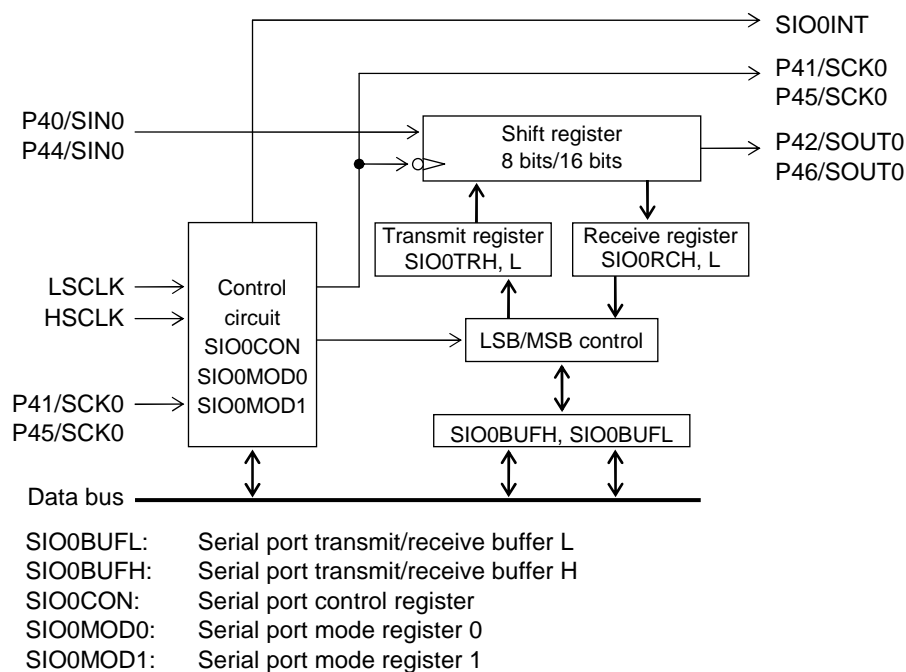 SIO0INT
P41/SCK0
P45/SCK0
P40/SIN0
P44/SIN0
Shift register
8 bits/16 bits
P42/SOUT0
P46/SOUT0
Transmit register
SIO0TRH, L
Receive register
SIO0RCH, L
LSCLK
HSCLK
Control
circuit
SIO0CON
SIO0MOD0
SIO0MOD1
LSB/MSB control
P41/SCK0
P45/SCK0
SIO0BUFH, SIO0BUFL
Data bus
SIO0BUFL: Serial port transmit/receive buffer L
SIO0BUFH: Serial port transmit/receive buffer H
SIO0CON: Serial port control register
SIO0MOD0: Serial port mode register 0
SIO0MOD1: Serial port mode register 1